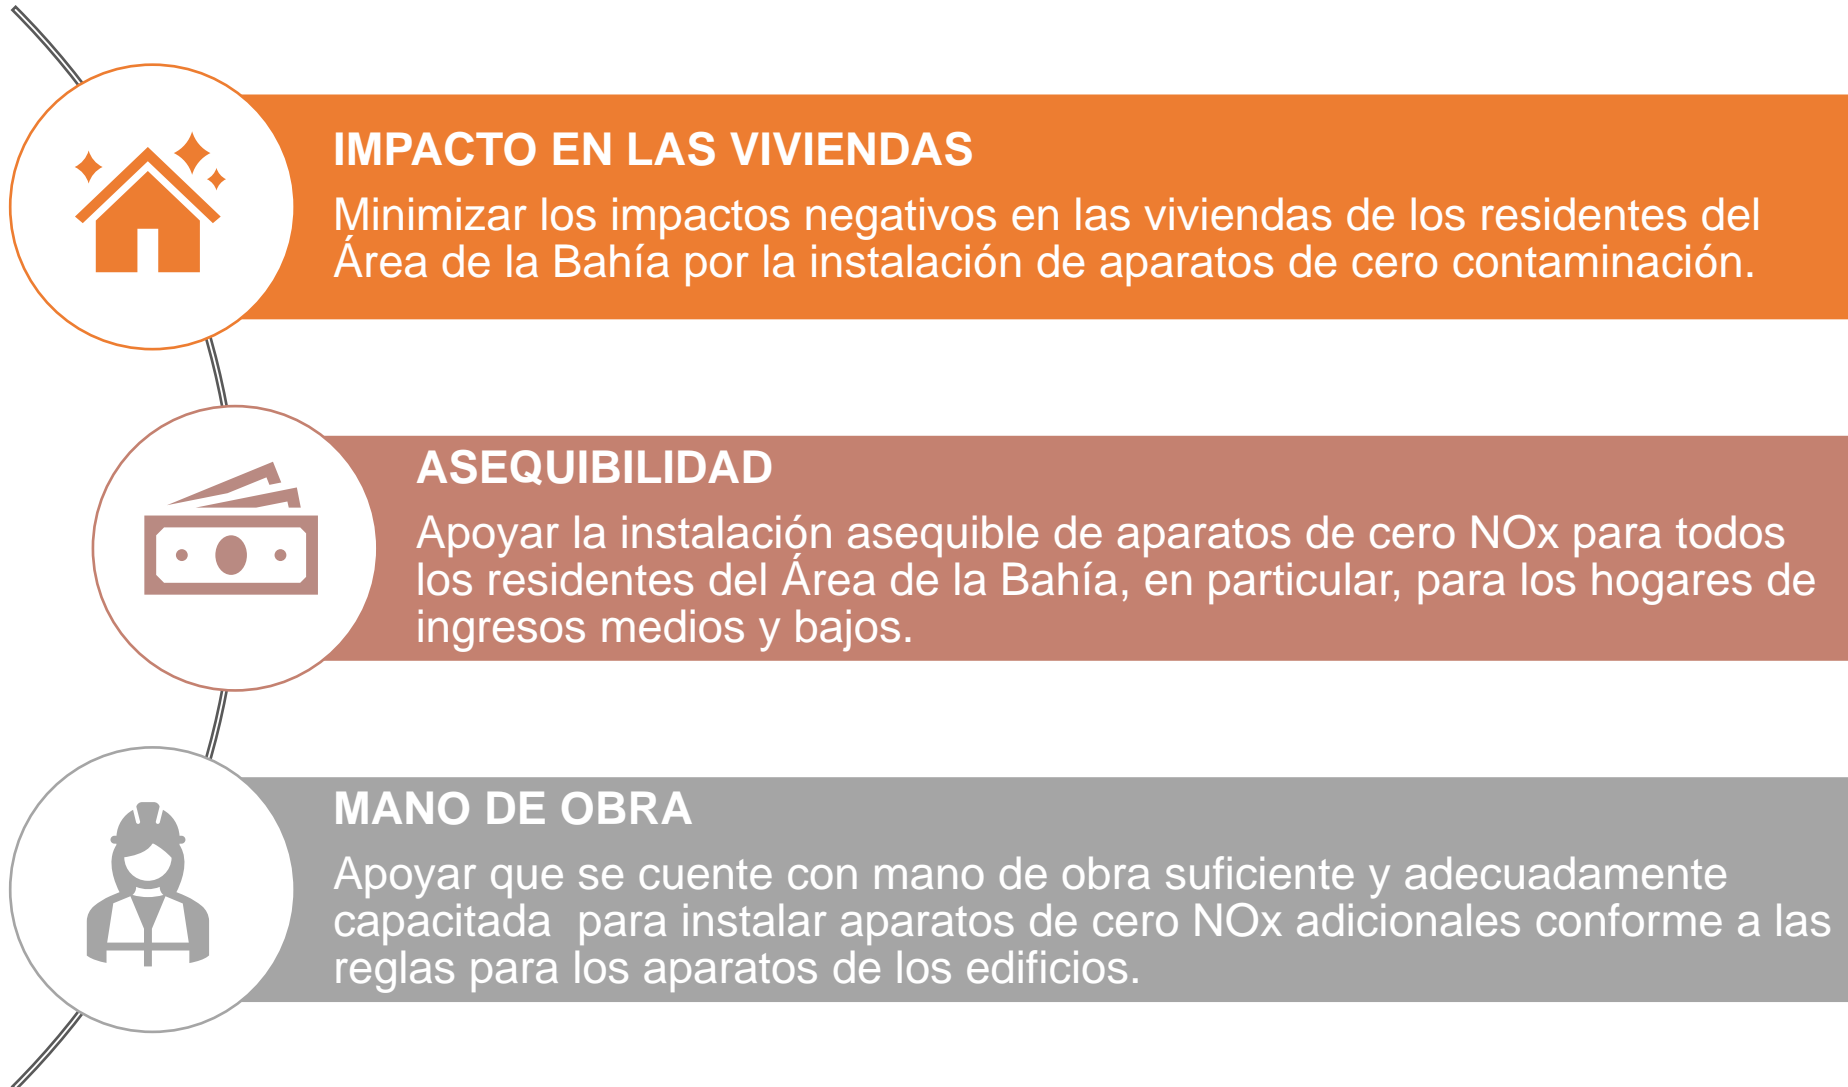 IMPACTO EN LAS VIVIENDAS
Minimizar los impactos negativos en las viviendas de los residentes del
Área de la Bahía por la instalación de aparatos de cero contaminación.
ASEQUIBILIDAD
Apoyar la instalación asequible de aparatos de cero NOx para todos
los residentes del Área de la Bahía, en particular, para los hogares de
ingresos medios y bajos.
MANO DE OBRA
Apoyar que se cuente con mano de obra suficiente y adecuadamente
capacitada  para instalar aparatos de cero NOx adicionales conforme a las
reglas para los aparatos de los edificios.